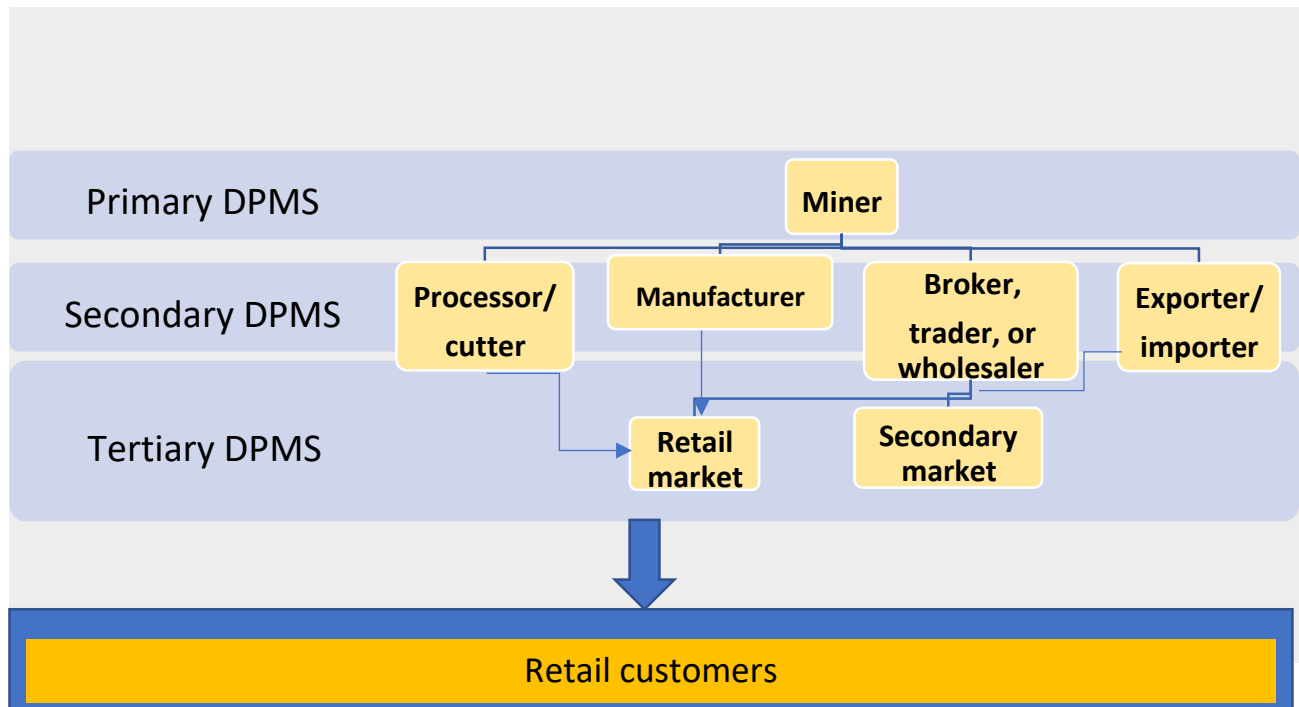 Primary DPMS
Miner
Secondary DPMS
Processor/
cutter
Manufacturer
Broker,
trader, or
wholesaler
Exporter/
importer
Tertiary DPMS
Retail
market
Secondary
market
Retail customers